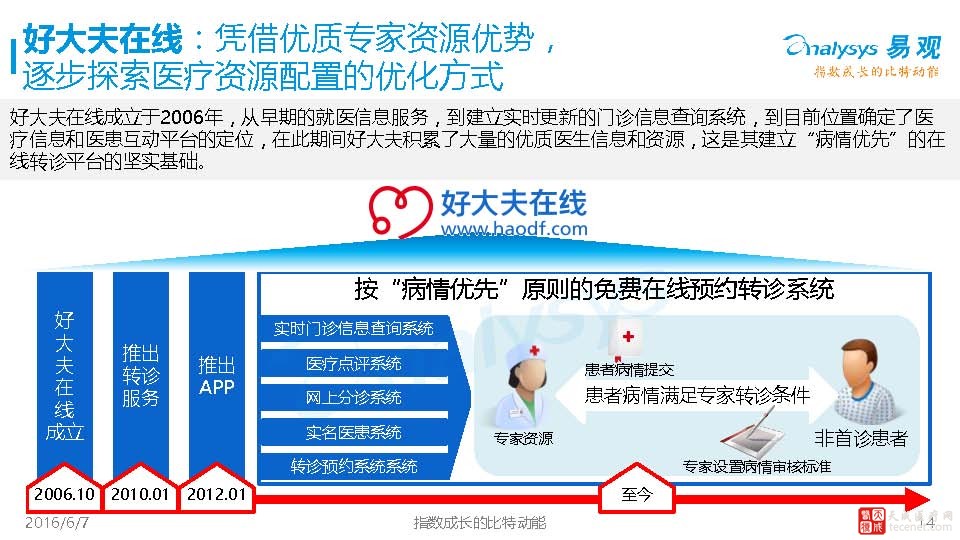 好大夫在线：凭借优质专家资源优势，
逐步探索医疗资源配置的优化方式
analysys 易观
指数成长的比特动能
好大夫在线成立于2006年，从早期的就医信息服务，到建立实时更新的门诊信息查询系统，到目前位置确定了医
疗信息和医患互动平台的定位，在此期间好大夫积累了大量的优质医生信息和资源，这是其建立“病情优先”的在
线转诊平台的坚实基础。
好大夫在线
www.haodf.com
按“病情优先”原则的免费在线预约转诊系统
好
大
夫
在
线
成立
推出
转诊
服务
推出
APP
实时门诊信息查询系统
医疗点评系统
网上分诊系统
实名医患系统
转诊预约系统系统
专家资源
患者病情提交
患者病情满足专家转诊条件
非首诊患者
专家设置病情审核标准
2006.10
2010.01
2012.01
至今
2016/6/7
指数成长的比特动能
14
天成医疗网
tecenet.com